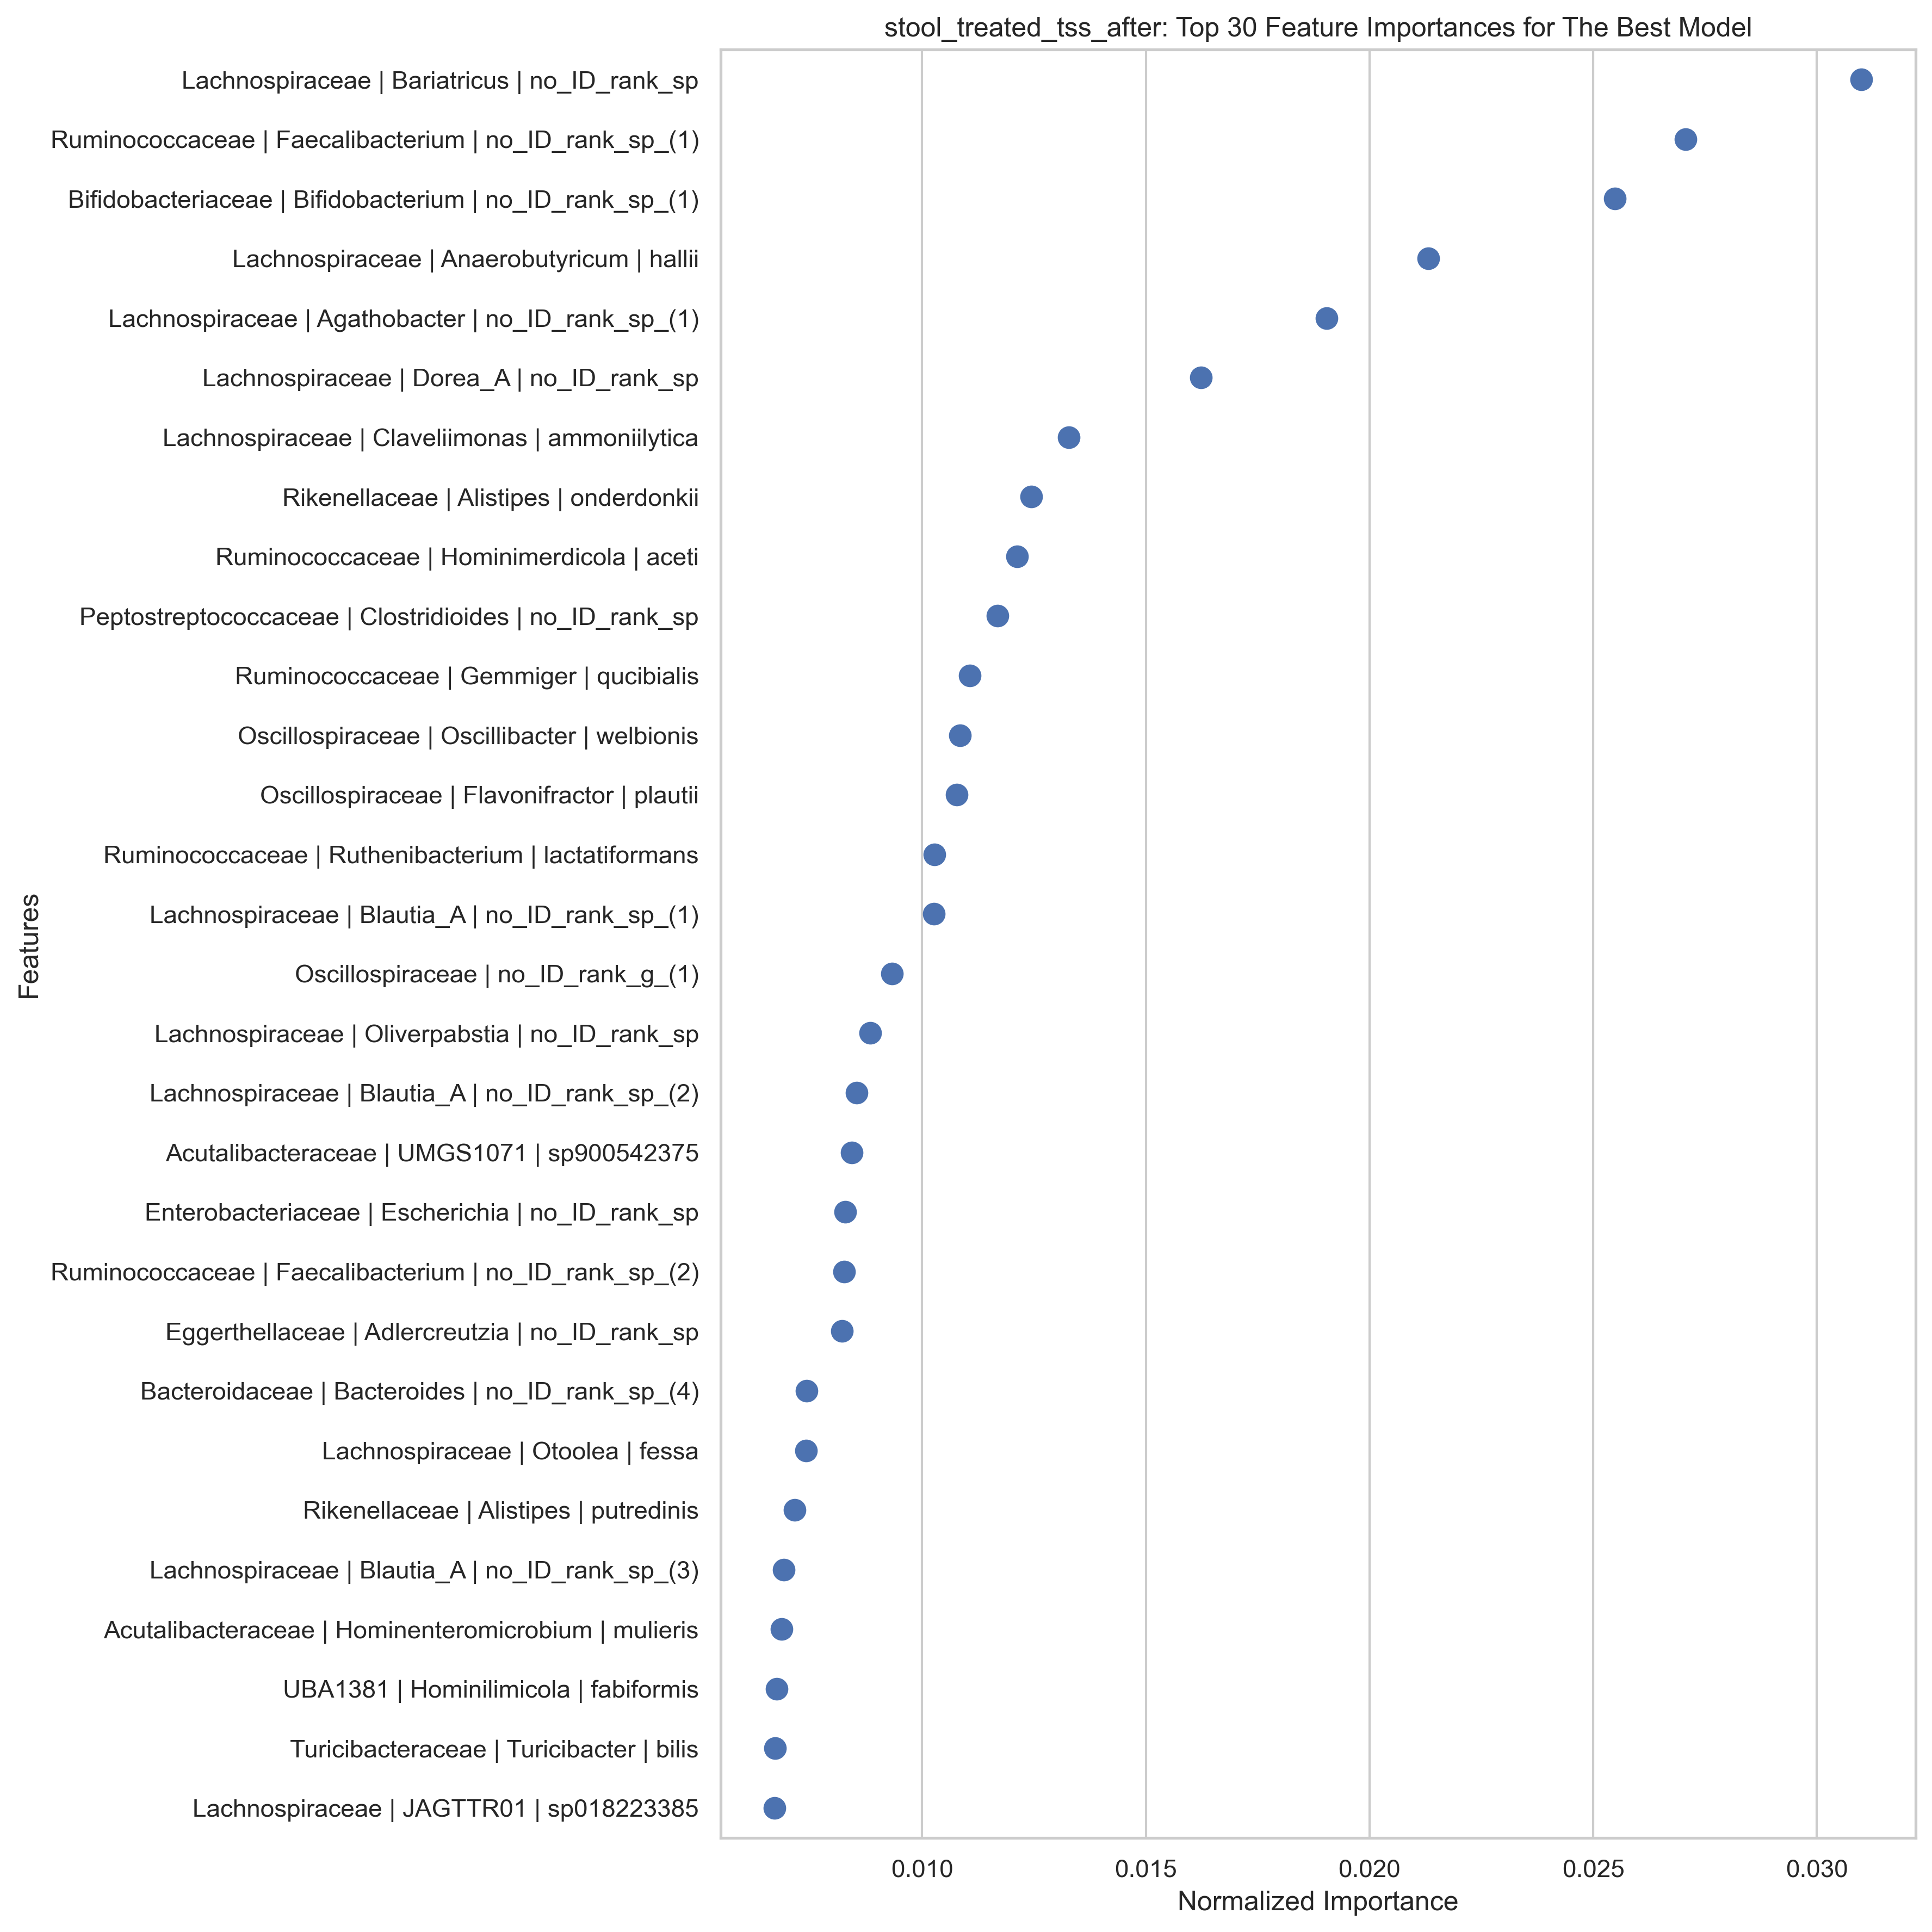 stool_treated_tss_after: Top 30 Feature Importances for The Best Model
Lachnospiraceae | Bariatricus | no_ID_rank_sp
Ruminococcaceae | Faecalibacterium | no_ID_rank_sp_(1)
Bifidobacteriaceae | Bifidobacterium | no_ID_rank_sp_(1)
Lachnospiraceae | Anaerobutyricum | hallii
Lachnospiraceae | Agathobacter | no_ID_rank_sp_(1)
Lachnospiraceae | Dorea_A | no_ID_rank_sp
Lachnospiraceae | Claveliimonas | ammoniilytica
Rikenellaceae | Alistipes | onderdonkii
Ruminococcaceae | Hominimerdicola | aceti
Peptostreptococcaceae | Clostridioides | no_ID_rank_sp
Ruminococcaceae | Gemmiger | qucibialis
Oscillospiraceae | Oscillibacter | welbionis
Oscillospiraceae | Flavonifractor | plautii
Ruminococcaceae | Ruthenibacterium | lactatiformans
Lachnospiraceae | Blautia_A | no_ID_rank_sp_(1)
Oscillospiraceae | no_ID_rank_g_(1)
Lachnospiraceae | Oliverpabstia | no_ID_rank_sp
Lachnospiraceae | Blautia_A | no_ID_rank_sp_(2)
Acutalibacteraceae | UMGS1071 | sp900542375
Enterobacteriaceae | Escherichia | no_ID_rank_sp
Ruminococcaceae | Faecalibacterium | no_ID_rank_sp_(2)
Eggerthellaceae | Adlercreutzia | no_ID_rank_sp
Bacteroidaceae | Bacteroides | no_ID_rank_sp_(4)
Lachnospiraceae | Otoolea | fessa
Rikenellaceae | Alistipes | putredinis
Lachnospiraceae | Blautia_A | no_ID_rank_sp_(3)
Acutalibacteraceae | Hominenteromicrobium | mulieris
UBA1381 | Hominilimicola | fabiformis
Turicibacteraceae | Turicibacter | bilis
Lachnospiraceae | JAGTTR01 | sp018223385
Features
0.010 0.015 0.020 0.025 0.030
Normalized Importance